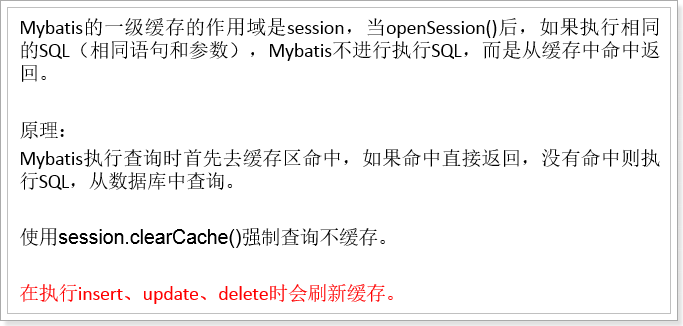 Mybatis的一级缓存的作用域是session，当openSession()后，如果执行相同
的SQL（相同语句和参数），Mybatis不进行执行SQL，而是从缓存中命中返
回。
原理：
Mybatis执行查询时首先去缓存区命中，如果命中直接返回，没有命中则执
行SQL，从数据库中查询。
使用session.clearCache()强制查询不缓存。
在执行insert、update、delete时会刷新缓存。